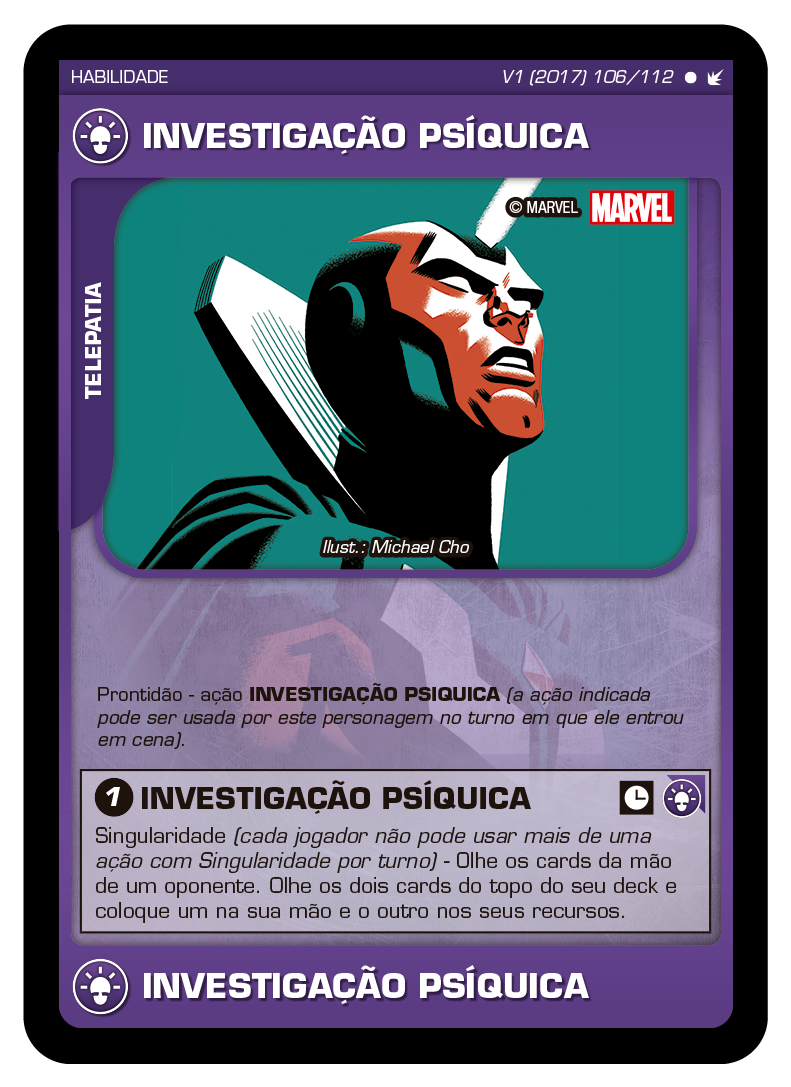 HABILIDADE
V1 (2017) 106/112
INVESTIGAÇÃO PSÍQUICA
© MARVEL
MARVEL
TELEPATIA
Ilust.: Michael Cho
Prontidão - ação INVESTIGAÇÃO PSIQUICA (a ação indicada
pode ser usada por este personagem no turno em que ele entrou
em cena).
1 INVESTIGAÇÃO PSÍQUICA
Singularidade (cada jogador não pode usar mais de uma
ação com Singularidade por turno) - Olhe os cards da mão
de um oponente. Olhe os dois cards do topo do seu deck e
coloque um na sua mão e o outro nos seus recursos.
INVESTIGAÇÃO PSÍQUICA